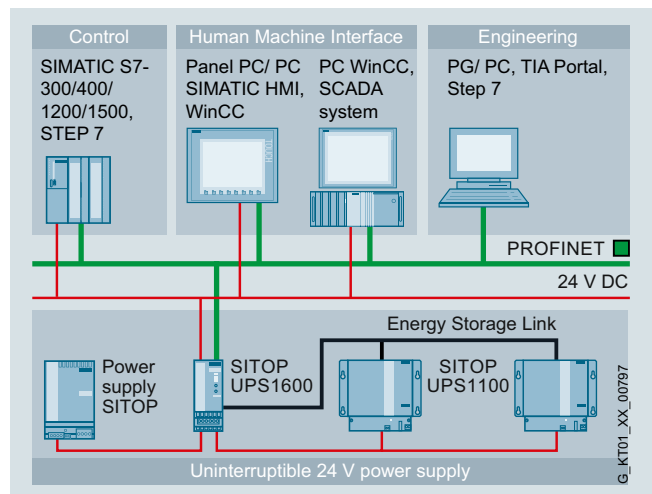 Control
SIMATIC S7-
300/400/
1200/1500,
STEP 7
Human Machine Interface
Panel PC/ PC
SIMATIC HMI,
WinCC
PC WinCC,
SCADA
system
Engineering
PG/ PC, TIA Portal,
Step 7
PROFINET
24 V DC
Energy Storage Link
Power
supply
SITOP
SITOP
UPS1600
SITOP
UPS1100
Uninterruptible 24 V power supply
G_KT01_XX_00797